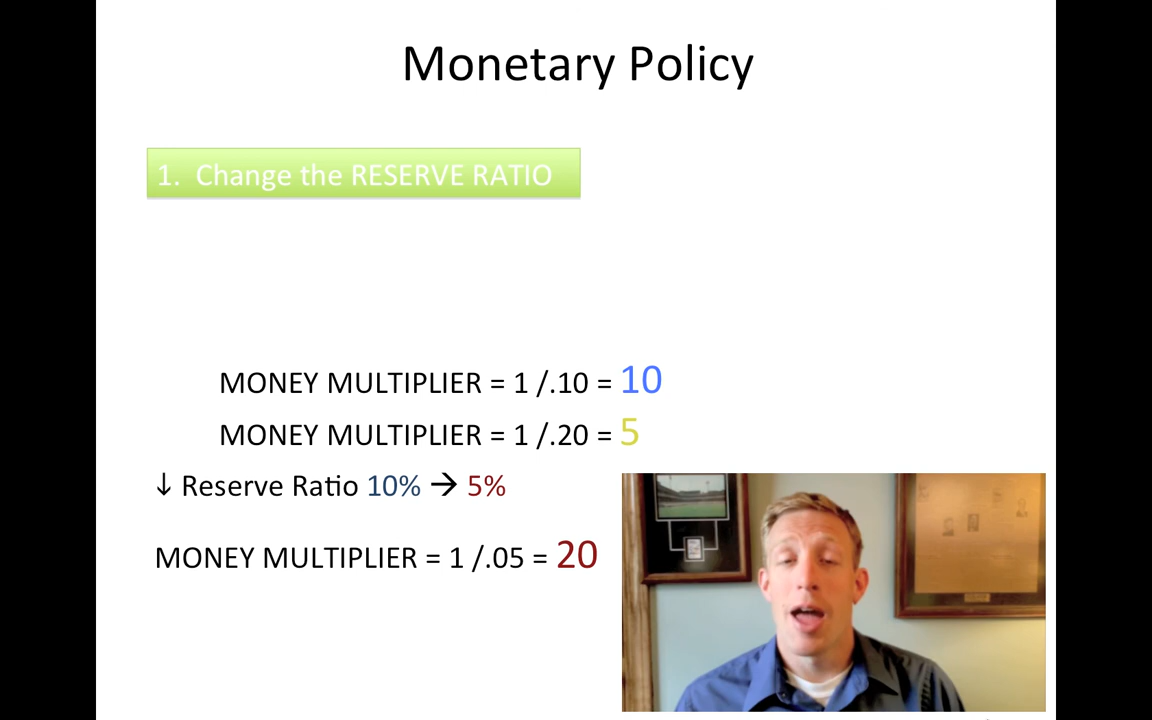 Monetary Policy
1. Change the RESERVE RATIO
MONEY MULTIPLIER = 1 /.10 = 10
MONEY MULTIPLIER = 1 /.20 = 5
↓ Reserve Ratio 10% → 5%
MONEY MULTIPLIER = 1 /.05 = 20